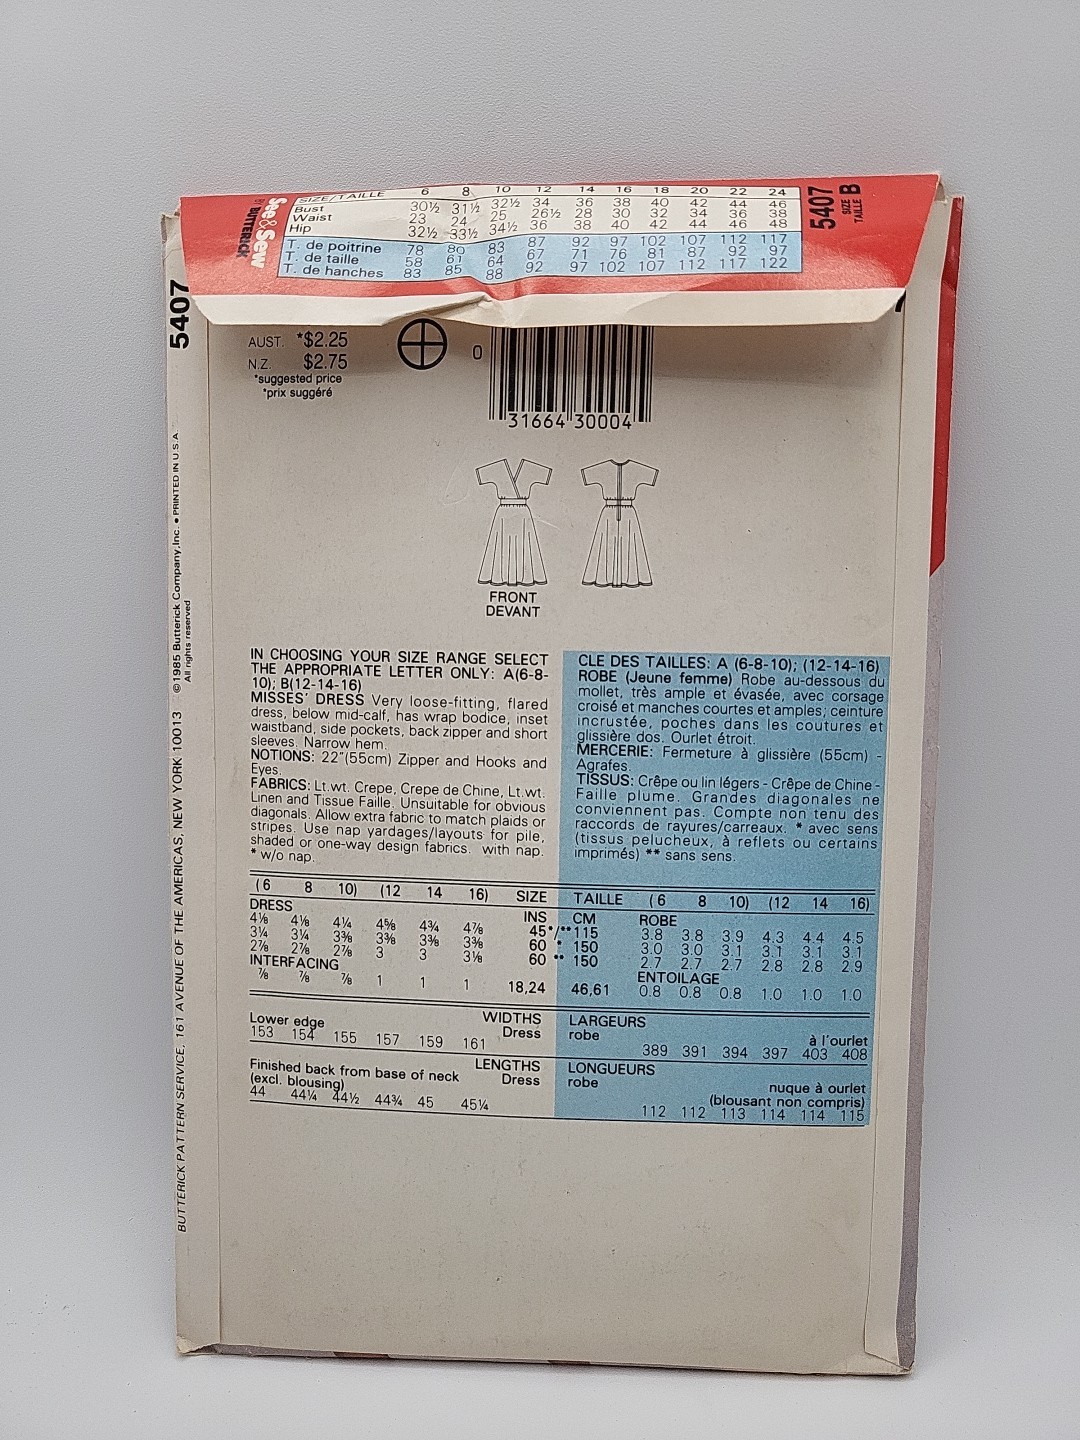 SIZE/TAILLE 6 8 10 12 14 16 18 20 22 24
Bust 30½ 31½ 32½ 34 36 38 40 42 44 46
Waist 23 24 25 26½ 28 30 32 34 36 38
Hip 32½ 33½ 34½ 36 38 40 42 44 46 48
T. de poitrine 78 80 83 87 92 97 102 107 112 117
T. de taille 58 61 64 67 71 76 81 87 92 97
T. de hanches 83 85 88 92 97 102 107 112 117 122
See & Sew
BY BUTTERICK
5407
SIZE
TAILLE B
5407
AUST. *$2.25
N.Z. $2.75
*suggested price
*prix suggéré
0 31664 30004
FRONT
DEVANT
IN CHOOSING YOUR SIZE RANGE SELECT
THE APPROPRIATE LETTER ONLY: A(6-8-
10); B(12-14-16)
MISSES' DRESS Very loose-fitting, flared
dress, below mid-calf, has wrap bodice, inset
waistband, side pockets, back zipper and short
sleeves. Narrow hem.
NOTIONS: 22"(55cm) Zipper and Hooks and
Eyes.
FABRICS: Lt.wt. Crepe, Crepe de Chine, Lt.wt.
Linen and Tissue Faille. Unsuitable for obvious
diagonals. Allow extra fabric to match plaids or
stripes. Use nap yardages/layouts for pile,
shaded or one-way design fabrics. with nap.
* w/o nap.
CLE DES TAILLES: A (6-8-10); (12-14-16)
ROBE (Jeune femme) Robe au-dessous du
mollet, très ample et évasée, avec corsage
croisé et manches courtes et amples; ceinture
incrustée, poches dans les coutures et
glissière dos. Ourlet étroit.
MERCERIE: Fermeture à glissière (55cm) -
Agrafes.
TISSUS: Crêpe ou lin légers - Crêpe de Chine -
Faille plume. Grandes diagonales ne
conviennent pas. Compte non tenu des
raccords de rayures/carreaux. * avec sens
(tissus pelucheux, à reflets ou certains
imprimés) ** sans sens.
(6 8 10) (12 14 16) SIZE TAILLE (6 8 10) (12 14 16)
DRESS INS CM ROBE
4⅛ 4⅛ 4¼ 4⅝ 4¾ 4⅞ 45*/**115 3.8 3.8 3.9 4.3 4.4 4.5
3¼ 3¼ 3⅜ 3⅜ 3⅜ 3⅜ 60 * 150 3.0 3.0 3.1 3.1 3.1 3.1
2⅞ 2⅞ 2⅞ 3 3 3⅛ 60 ** 150 2.7 2.7 2.7 2.8 2.8 2.9
INTERFACING ENTOILAGE
⅞ ⅞ ⅞ 1 1 1 18,24 46,61 0.8 0.8 0.8 1.0 1.0 1.0
Lower edge WIDTHS LARGEURS à l'ourlet
153 154 155 157 159 161 Dress robe 389 391 394 397 403 408
Finished back from base of neck LENGTHS LONGUEURS nuque à ourlet
(excl. blousing) Dress robe (blousant non compris)
44 44¼ 44½ 44¾ 45 45¼ 112 112 113 114 114 115
BUTTERICK PATTERN SERVICE, 161 AVENUE OF THE AMERICAS, NEW YORK 10013 ©1985 Butterick Company,Inc. • PRINTED IN U.S.A.
All rights reserved